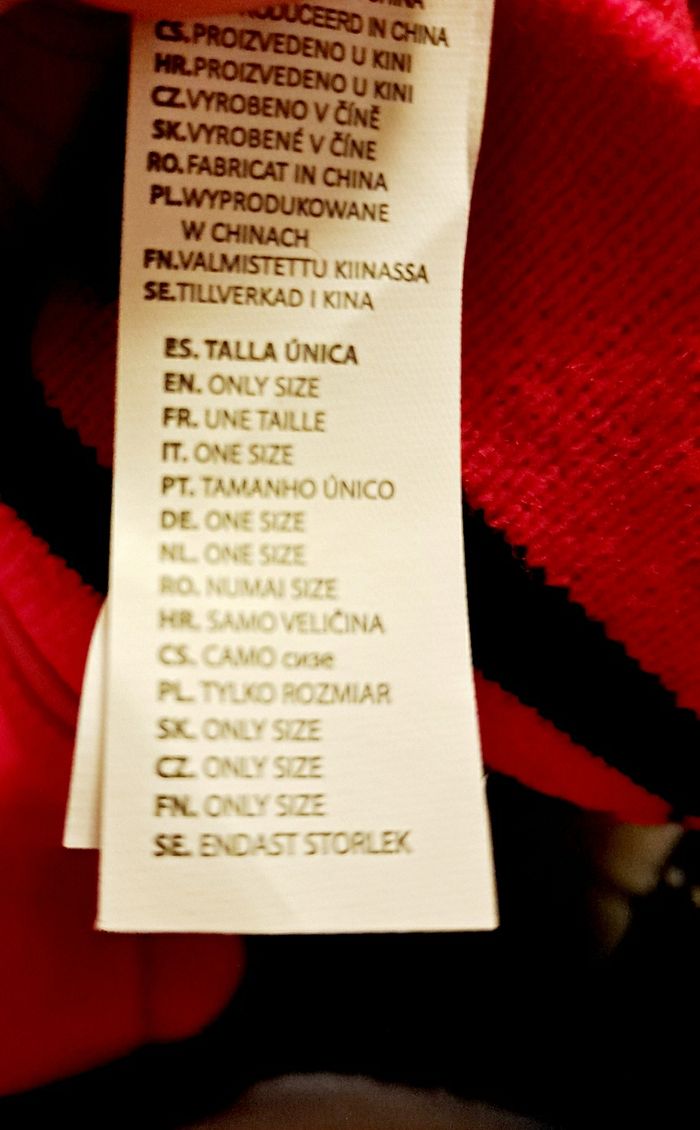 IN CHINA
CS.PROIZVEDENO U KINI
HR.PROIZVEDENO U KINI
CZ.VYROBENO V ČÍNĚ
SK.VYROBENÉ V ČÍNE
RO.FABRICAT IN CHINA
PL.WYPRODUKOWANE
W CHINACH
FN.VALMISTETTU KIINASSA
SE.TILLVERKAD I KINA
ES. TALLA ÚNICA
EN. ONLY SIZE
FR. UNE TAILLE
IT. ONE SIZE
PT. TAMANHO ÚNICO
DE. ONE SIZE
NL. ONE SIZE
RO. NUMAI SIZE
HR. SAMO VELIČINA
CS. CAMO сизе
PL. TYLKO ROZMIAR
SK. ONLY SIZE
CZ. ONLY SIZE
FN. ONLY SIZE
SE. ENDAST STORLEK